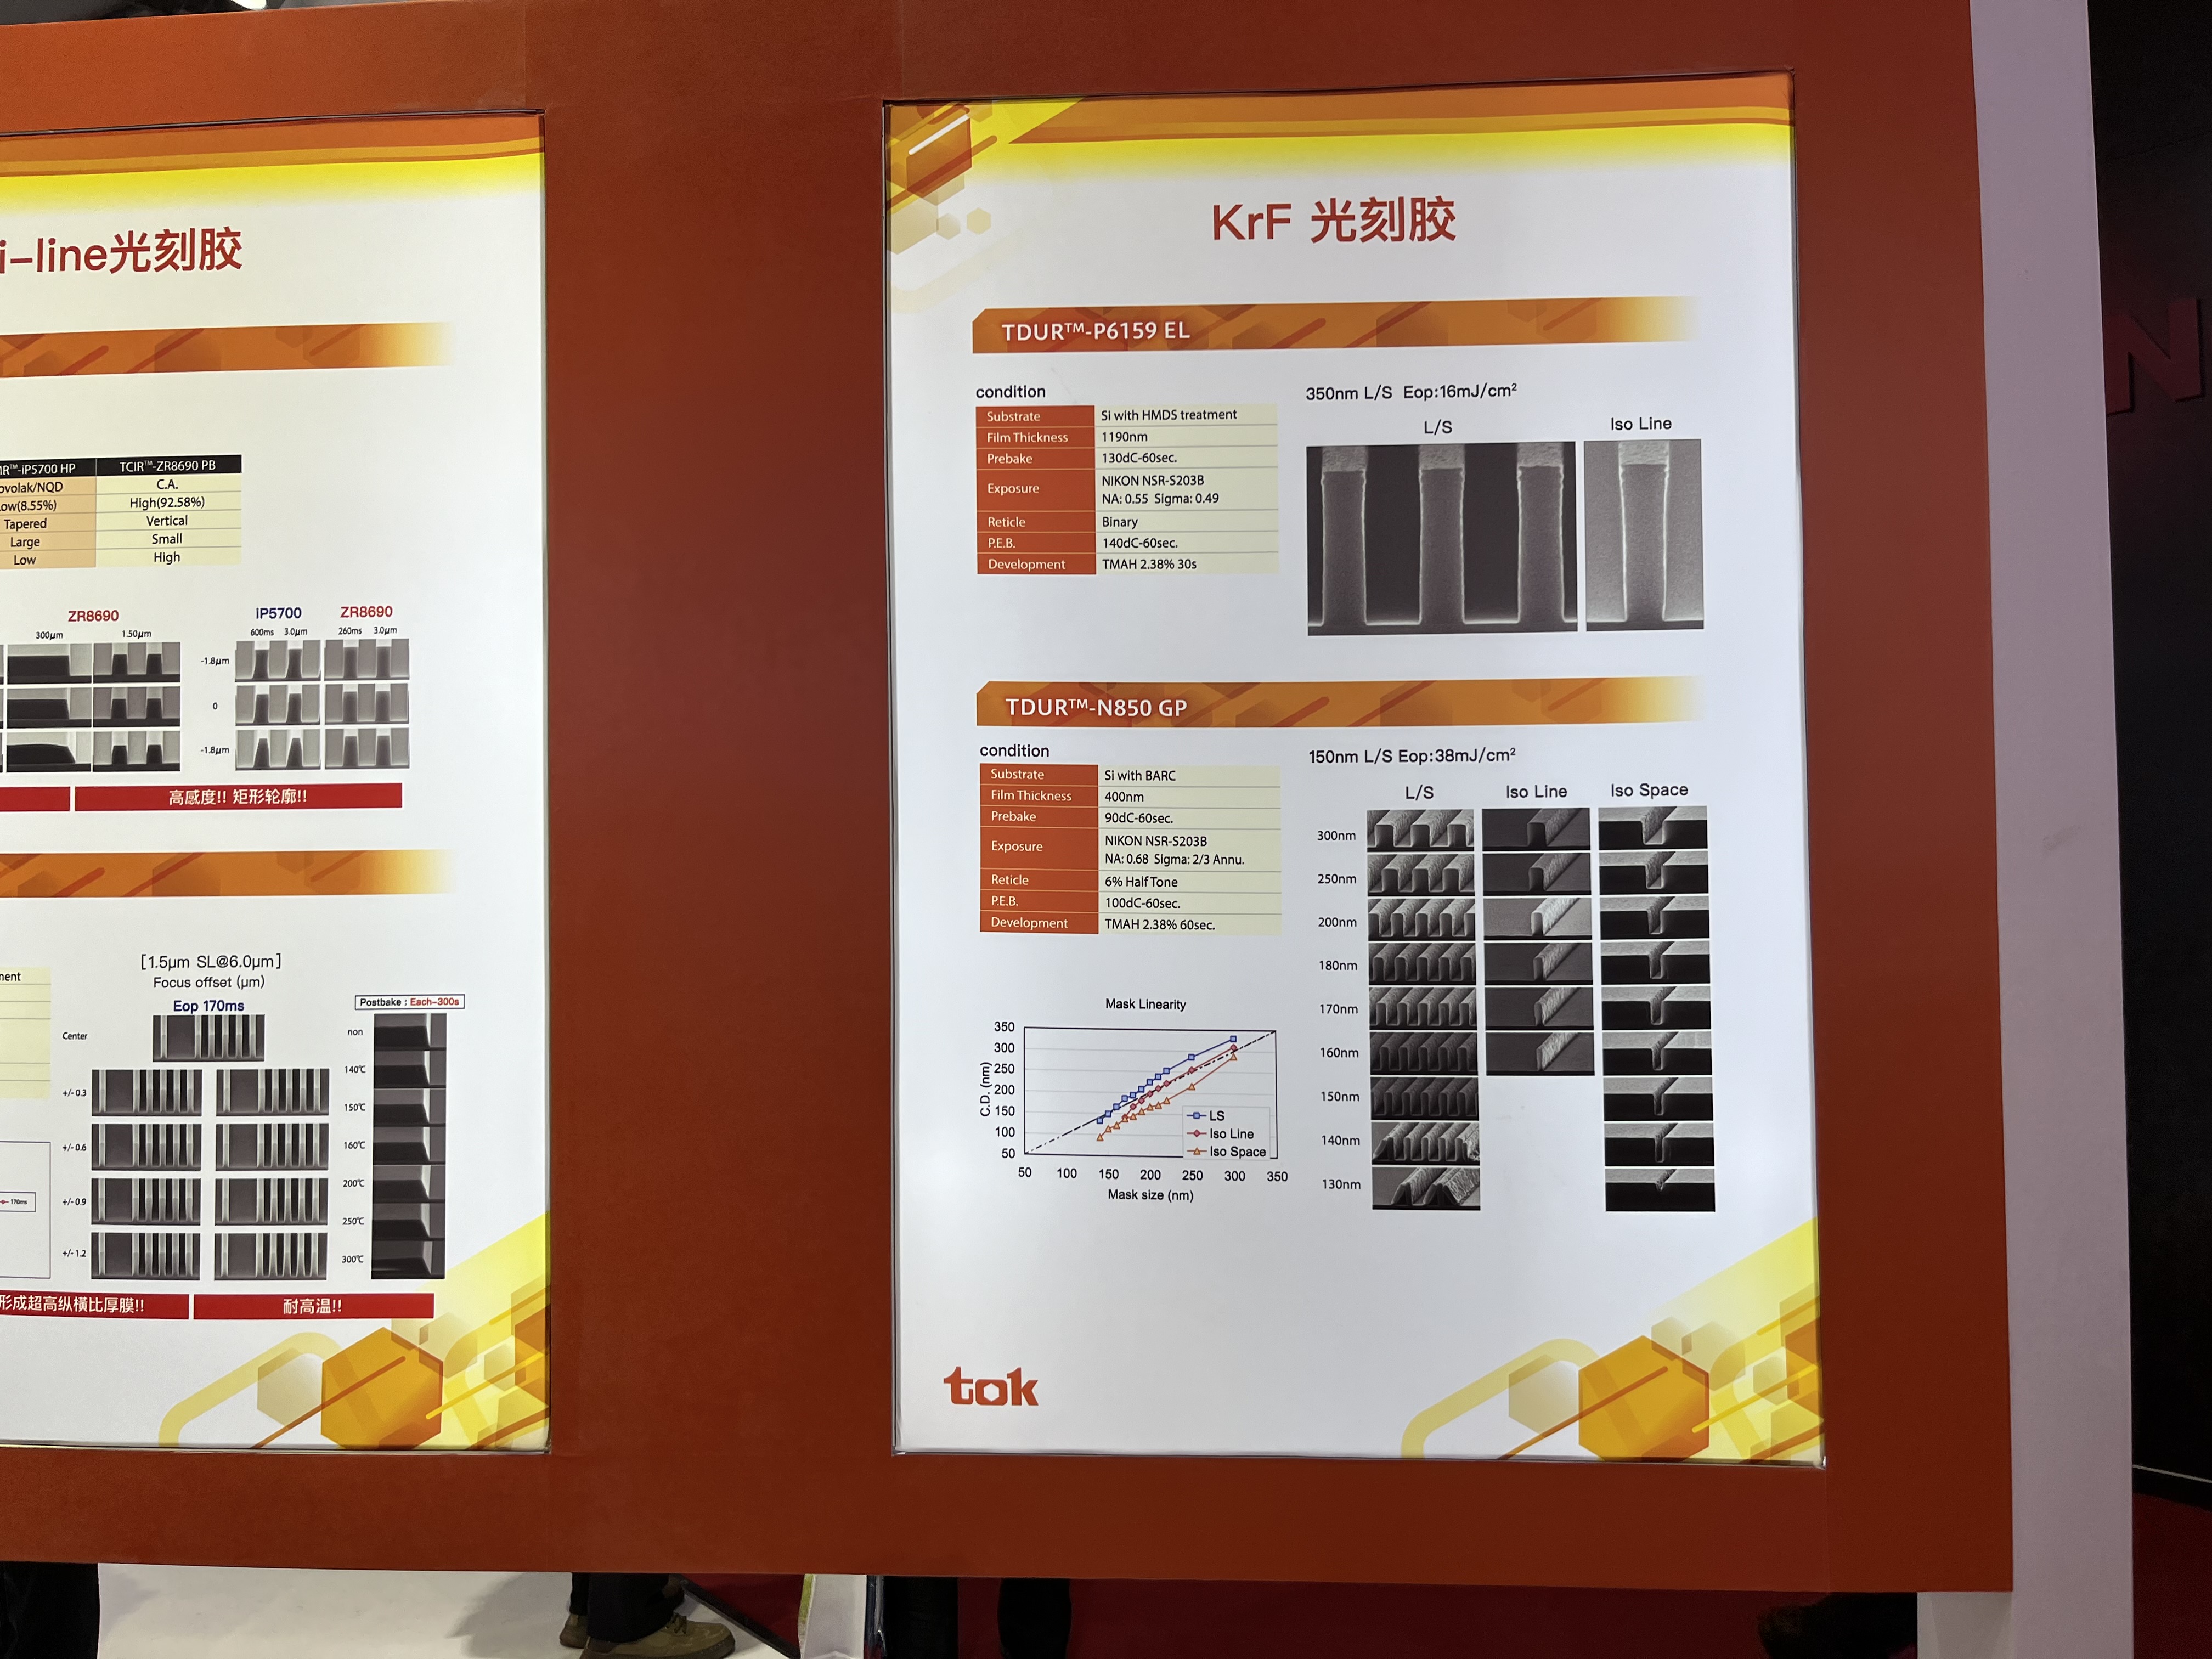 i-line光刻胶
-iP5700 HP TCIR™-ZR8690 PB
/NQD C.A.
(8.55%) High(92.58%)
Tapered Vertical
Large Small
Low High
ZR8690
300μm 1.50μm
IP5700 ZR8690
600ms 3.0μm 260ms 3.0μm
-1.8μm
0
-1.8μm
高感度!! 矩形轮廓!!
[1.5μm SL@6.0μm]
Focus offset (μm)
Eop 170ms
Center
+/- 0.3
+/- 0.6
+/- 0.9
+/- 1.2
170ms
Postbake : Each-300s
non
140℃
150℃
160℃
200℃
250℃
300℃
形成超高纵横比厚膜!!
耐高温!!
KrF 光刻胶
TDUR™-P6159 EL
condition
Substrate Si with HMDS treatment
Film Thickness 1190nm
Prebake 130dC-60sec.
Exposure NIKON NSR-S203B
NA: 0.55 Sigma: 0.49
Reticle Binary
P.E.B. 140dC-60sec.
Development TMAH 2.38% 30s
350nm L/S Eop:16mJ/cm²
L/S Iso Line
TDUR™-N850 GP
condition
Substrate Si with BARC
Film Thickness 400nm
Prebake 90dC-60sec.
Exposure NIKON NSR-S203B
NA: 0.68 Sigma: 2/3 Annu.
Reticle 6% Half Tone
P.E.B. 100dC-60sec.
Development TMAH 2.38% 60sec.
150nm L/S Eop:38mJ/cm²
L/S Iso Line Iso Space
300nm
250nm
200nm
180nm
170nm
160nm
150nm
140nm
130nm
Mask Linearity
C.D. (nm)
350
300
250
200
150
100
50
50 100 150 200 250 300 350
Mask size (nm)
LS
Iso Line
Iso Space
tok
N